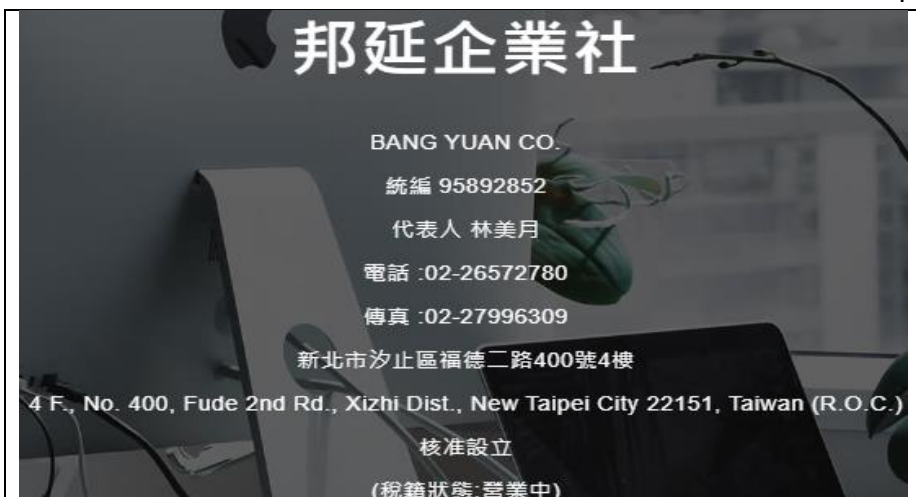 邦延企業社
BANG YUAN CO.
統編 95892852
代表人 林美月
電話 :02-26572780
傳真 :02-27996309
新北市汐止區福德二路400號4樓
4 F., No. 400, Fude 2nd Rd., Xizhi Dist., New Taipei City 22151, Taiwan (R.O.C.)
核准設立
(稅籍狀態:營業中)